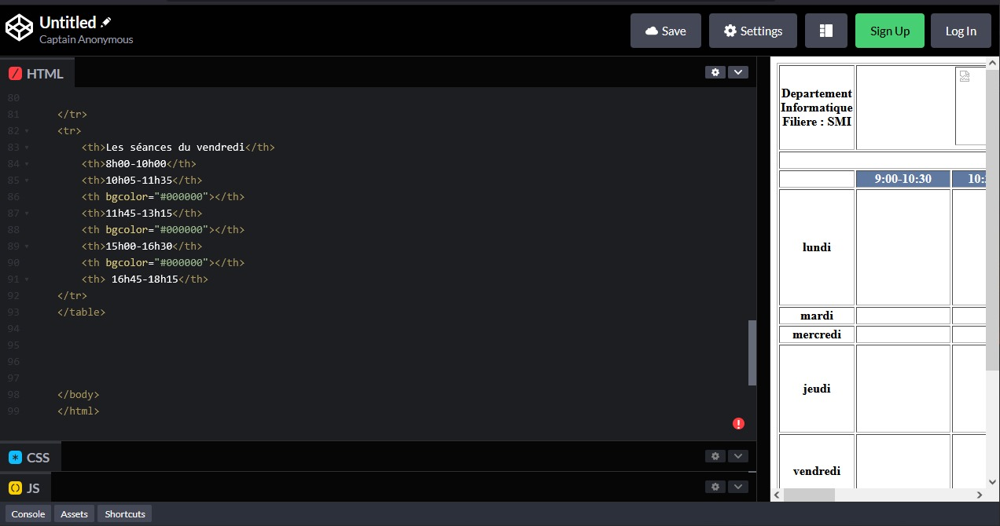 Untitled
Captain Anonymous
Save
Settings
Sign Up
Log In
HTML
80
81 </tr>
82 <tr>
83 <th>Les séances du vendredi</th>
84 <th>8h00-10h00</th>
85 <th>10h05-11h35</th>
86 <th bgcolor="#000000"></th>
87 <th>11h45-13h15</th>
88 <th bgcolor="#000000"></th>
89 <th>15h00-16h30</th>
90 <th bgcolor="#000000"></th>
91 <th> 16h45-18h15</th>
92 </tr>
93 </table>
94
95
96
97
98 </body>
99 </html>
CSS
JS
Console Assets Shortcuts
Departement
Informatique
Filiere : SMI
9:00-10:30 10:
lundi
mardi
mercredi
jeudi
vendredi